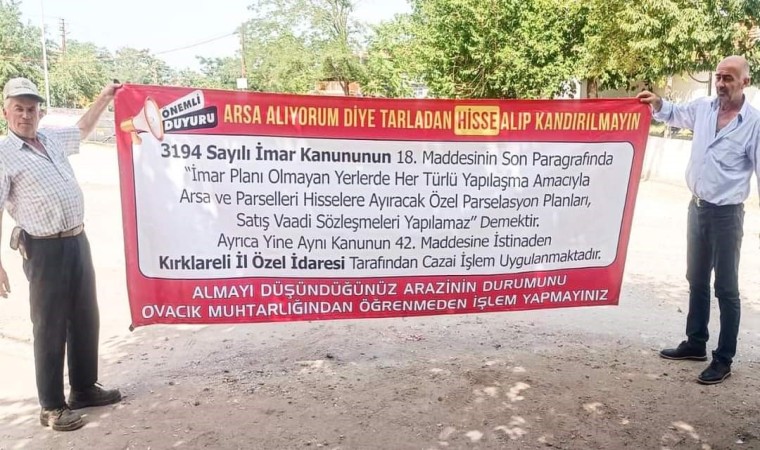 ÖNEMLİ
DUYURU
ARSA ALIYORUM DİYE TARLADAN HİSSE ALIP KANDIRILMAYIN
3194 Sayılı İmar Kanununun 18. Maddesinin Son Paragrafında
“İmar Planı Olmayan Yerlerde Her Türlü Yapılaşma Amacıyla
Arsa ve Parselleri Hisselere Ayıracak Özel Parselasyon Planları,
Satış Vaadi Sözleşmeleri Yapılamaz” Demektir.
Ayrıca Yine Aynı Kanunun 42. Maddesine İstinaden
Kırklareli İl Özel İdaresi Tarafından Cazai İşlem Uygulanmaktadır.
ALMAYI DÜŞÜNDÜĞÜNÜZ ARAZİNİN DURUMUNU
OVACIK MUHTARLIĞINDAN ÖĞRENMEDEN İŞLEM YAPMAYINIZ